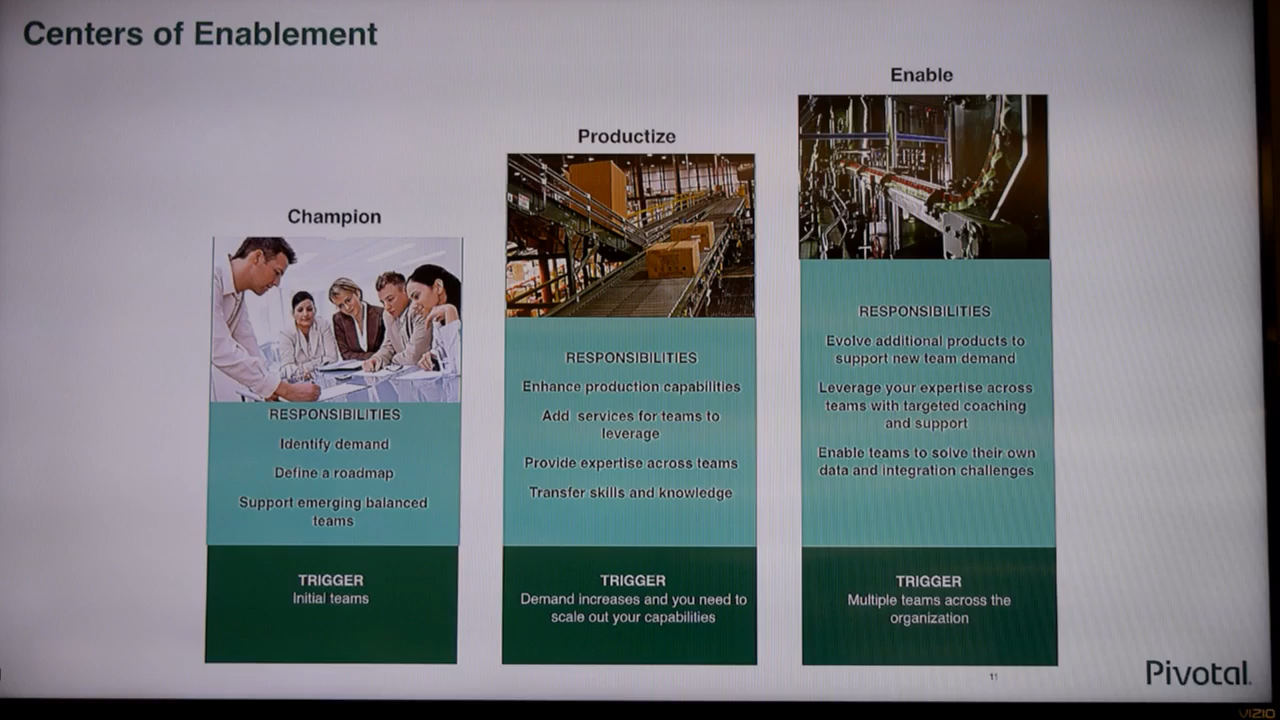 Centers of Enablement
Champion
RESPONSIBILITIES
Identify demand
Define a roadmap
Support emerging balanced
teams
TRIGGER
Initial teams
Productize
RESPONSIBILITIES
Enhance production capabilities
Add services for teams to
leverage
Provide expertise across teams
Transfer skills and knowledge
TRIGGER
Demand increases and you need to
scale out your capabilities
Enable
RESPONSIBILITIES
Evolve additional products to
support new team demand
Leverage your expertise across
teams with targeted coaching
and support
Enable teams to solve their own
data and integration challenges
TRIGGER
Multiple teams across the
organization
11
Pivotal
VIZIO